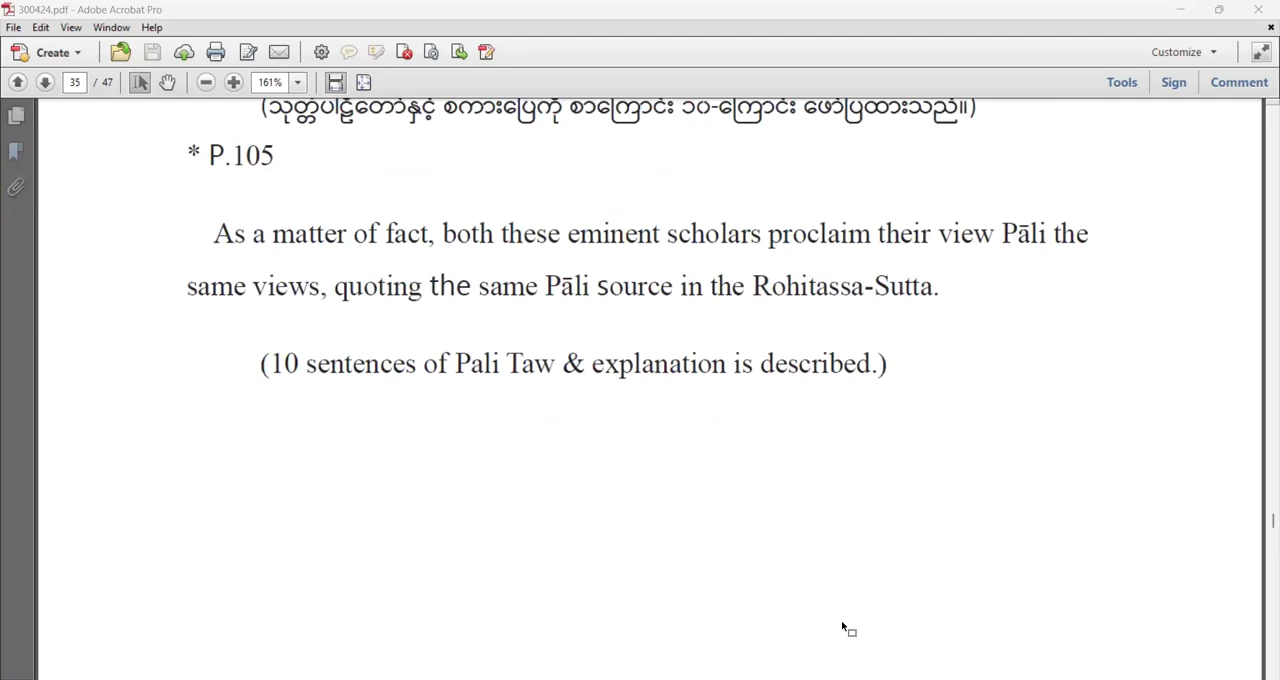 300424.pdf - Adobe Acrobat Pro
File Edit View Window Help
Create Customize
35 / 47 161% Tools Sign Comment
(သုတ္တပါဠိတော်နှင့် စကားပြေကို စာကြောင်း ၁၀-ကြောင်း ဖော်ပြထားသည်။)
* P.105
As a matter of fact, both these eminent scholars proclaim their view Pāli the
same views, quoting the same Pāli source in the Rohitassa-Sutta.
(10 sentences of Pali Taw & explanation is described.)